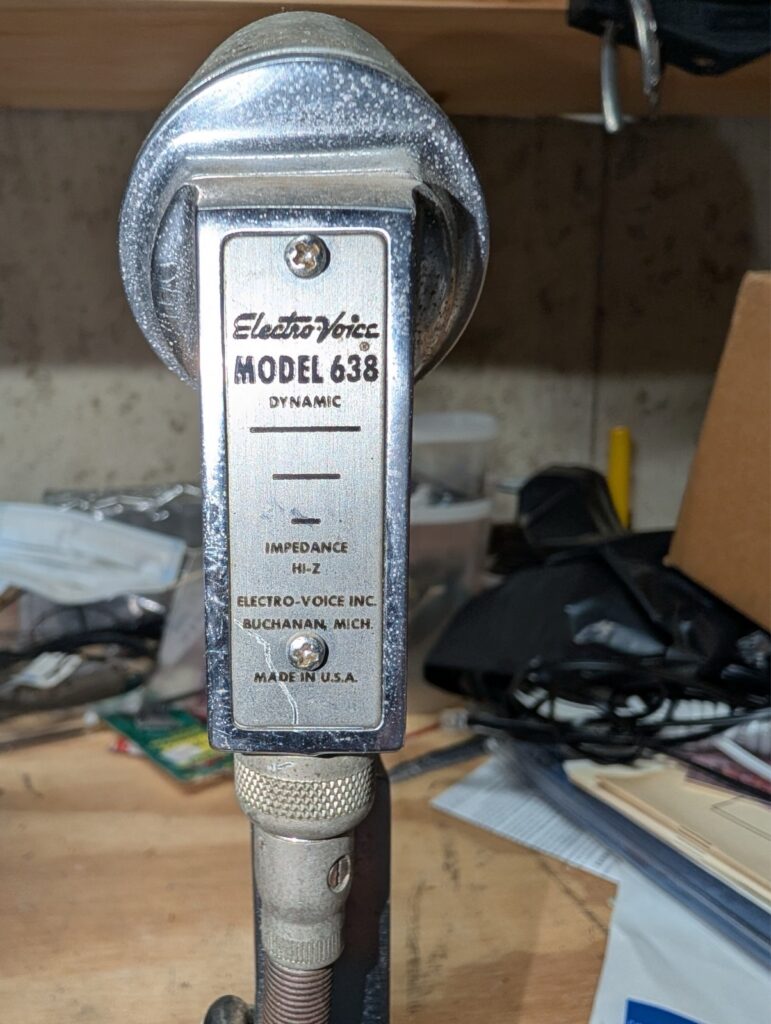 Electro-Voice
®
MODEL 638
DYNAMIC
IMPEDANCE
HI-Z
ELECTRO-VOICE INC.
BUCHANAN, MICH.
MADE IN U.S.A.